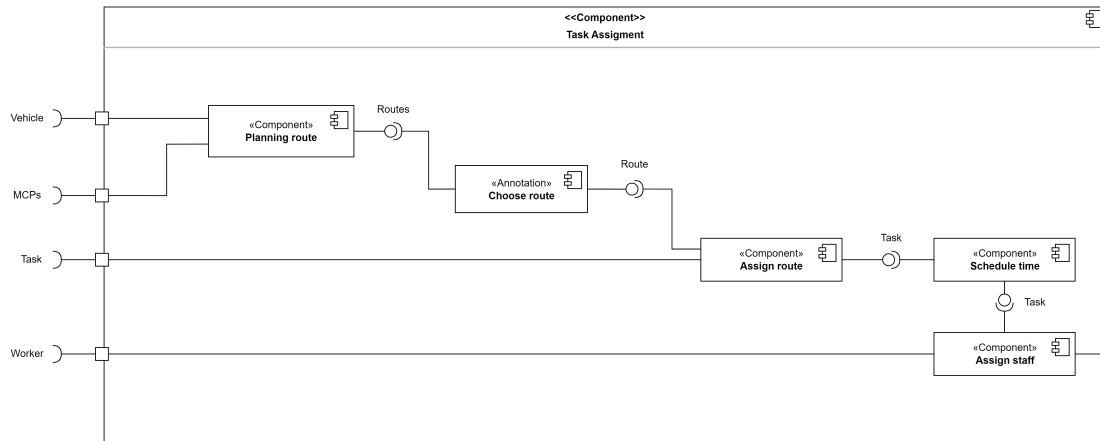 <<Component>>
Task Assigment
Vehicle
MCPs
Task
Worker
«Component»
Planning route
Routes
«Annotation»
Choose route
Route
«Component»
Assign route
Task
«Component»
Schedule time
Task
«Component»
Assign staff